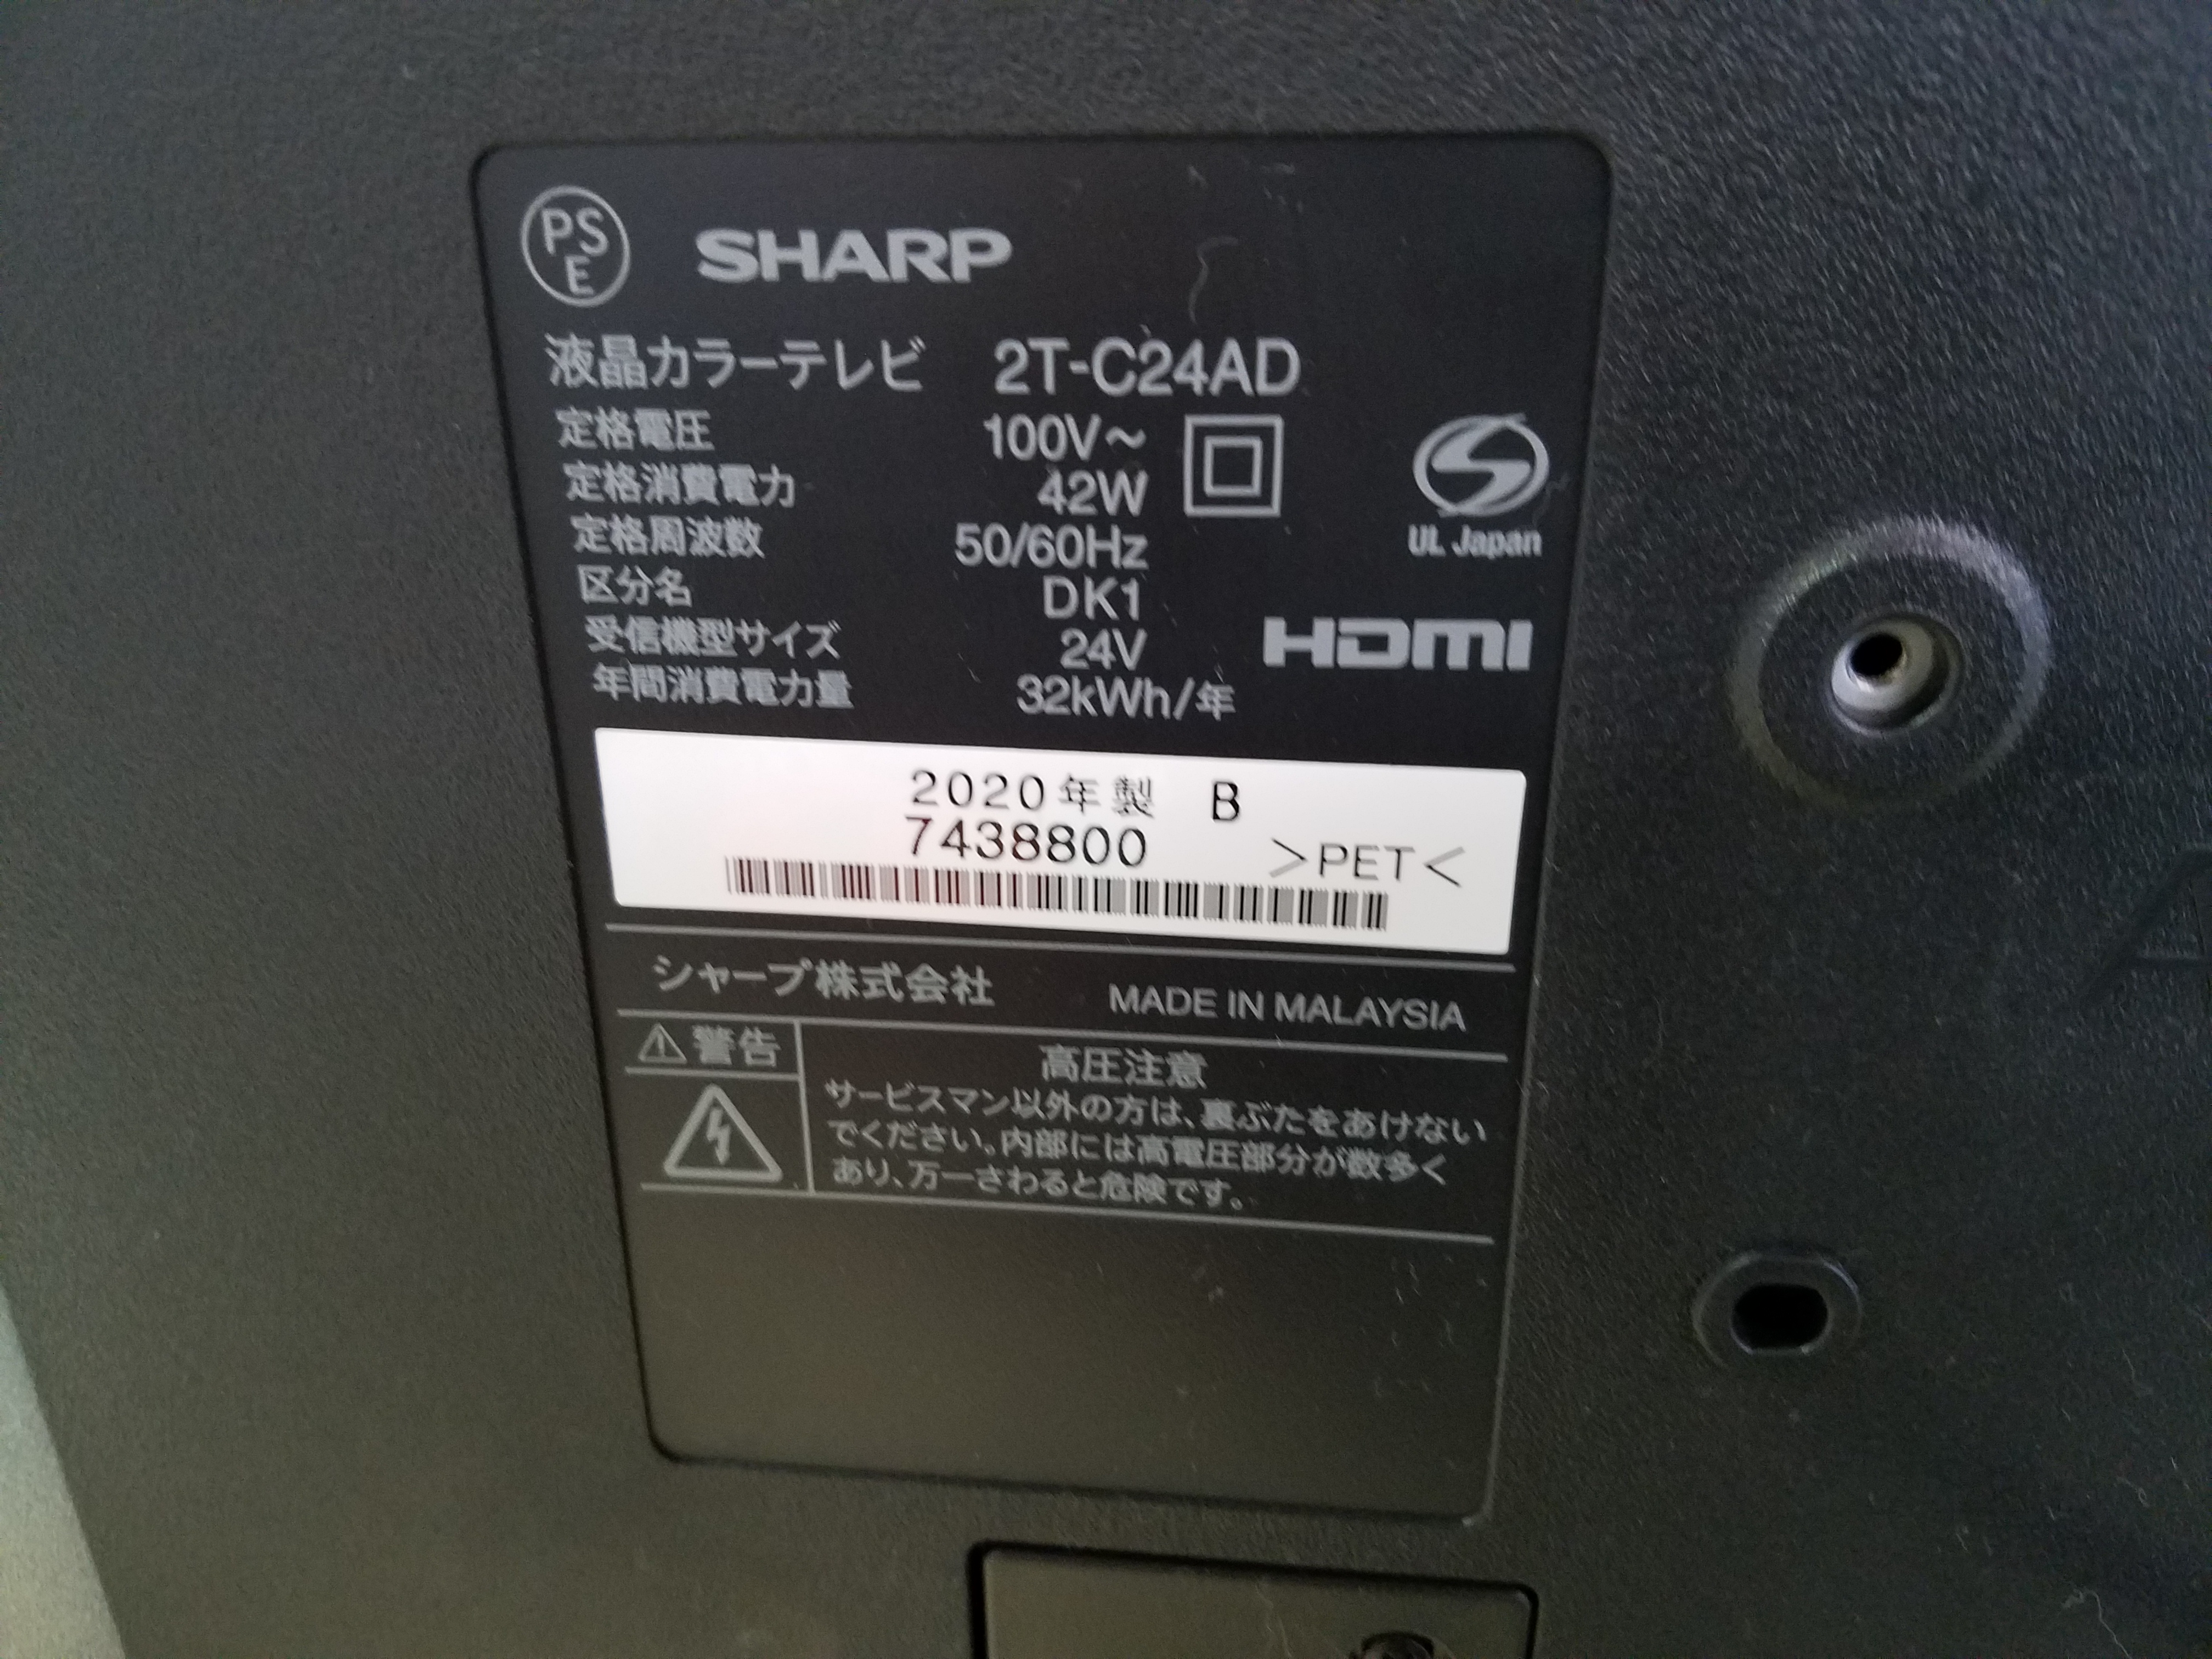 PSE SHARP
液晶カラーテレビ 2T-C24AD
定格電圧 100V～
定格消費電力 42W
定格周波数 50/60Hz
区分名 DK1
受信機型サイズ 24V
年間消費電力量 32kWh/年
UL Japan
HDMI
2020年製 B
7438800 >PET<
シャープ株式会社 MADE IN MALAYSIA
⚠警告 高圧注意
サービスマン以外の方は、裏ぶたをあけない
でください。内部には高電圧部分が数多く
あり、万一さわると危険です。